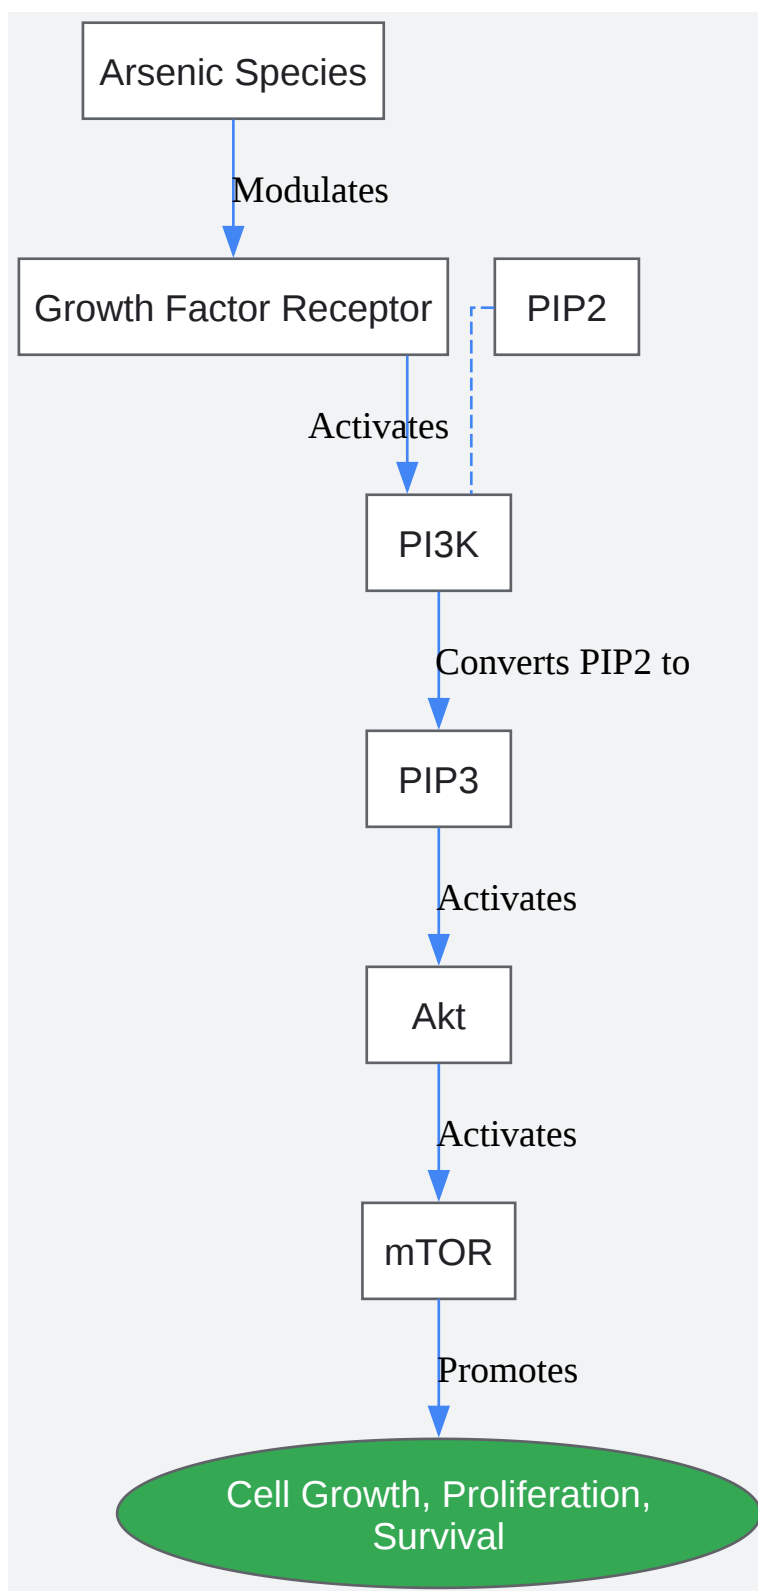 Arsenic Species
Modulates
Growth Factor Receptor
PIP2
Activates
PI3K
Converts PIP2 to
PIP3
Activates
Akt
Activates
mTOR
Promotes
Cell Growth, Proliferation,
Survival